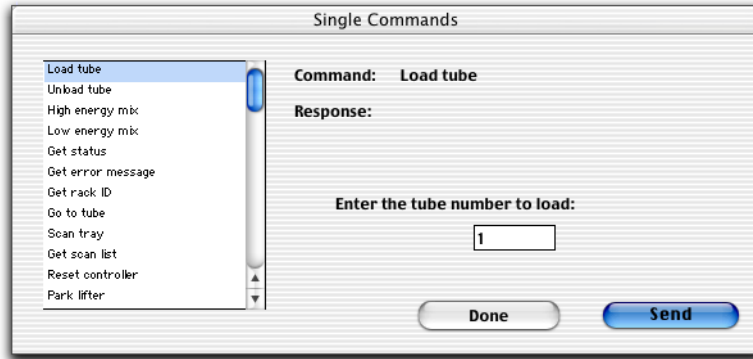 Single Commands
Load tube
Unload tube
High energy mix
Low energy mix
Get status
Get error message
Get rack ID
Go to tube
Scan tray
Get scan list
Reset controller
Park lifter
Command: Load tube
Response:
Enter the tube number to load:
1
Done
Send